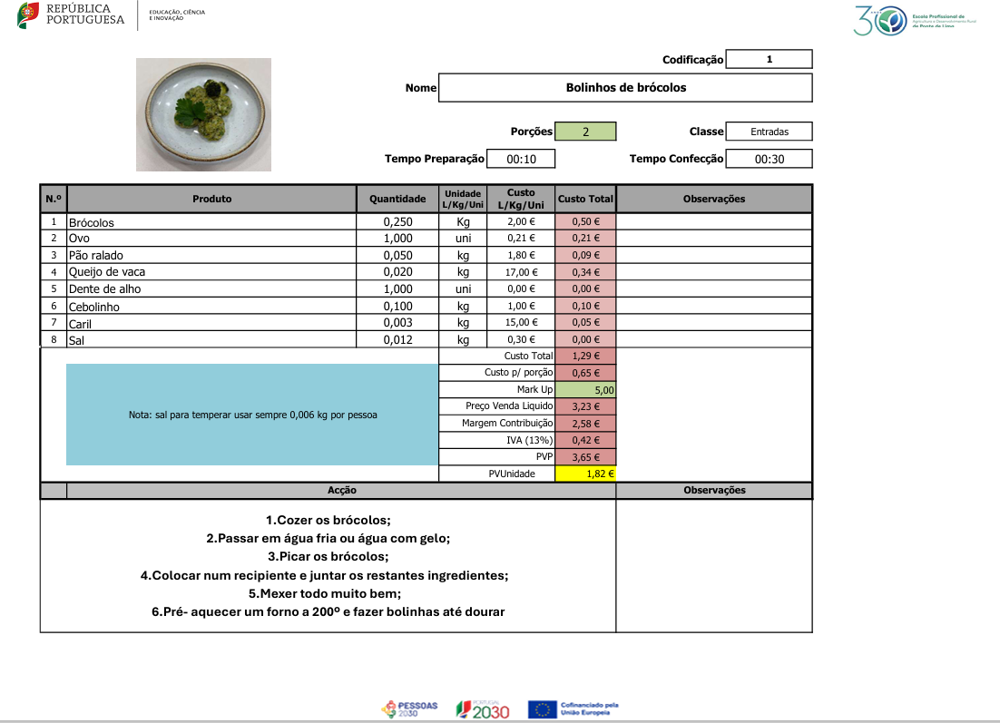 REPÚBLICA
PORTUGUESA
EDUCAÇÃO, CIÊNCIA
E INOVAÇÃO
30
Escola Profissional de
Agricultura e Desenvolvimento Rural
de Ponte de Lima
Codificação 1
Nome Bolinhos de brócolos
Porções 2 Classe Entradas
Tempo Preparação 00:10 Tempo Confecção 00:30
N.º Produto Quantidade Unidade L/Kg/Uni Custo L/Kg/Uni Custo Total Observações
1 Brócolos 0,250 Kg 2,00 € 0,50 €
2 Ovo 1,000 uni 0,21 € 0,21 €
3 Pão ralado 0,050 kg 1,80 € 0,09 €
4 Queijo de vaca 0,020 kg 17,00 € 0,34 €
5 Dente de alho 1,000 uni 0,00 € 0,00 €
6 Cebolinho 0,100 kg 1,00 € 0,10 €
7 Caril 0,003 kg 15,00 € 0,05 €
8 Sal 0,012 kg 0,30 € 0,00 €
Custo Total 1,29 €
Custo p/ porção 0,65 €
Mark Up 5,00
Preço Venda Liquido 3,23 €
Nota: sal para temperar usar sempre 0,006 kg por pessoa
Margem Contribuição 2,58 €
IVA (13%) 0,42 €
PVP 3,65 €
PVUnidade 1,82 €
Acção Observações
1.Cozer os brócolos;
2.Passar em água fria ou água com gelo;
3.Picar os brócolos;
4.Colocar num recipiente e juntar os restantes ingredientes;
5.Mexer todo muito bem;
6.Pré- aquecer um forno a 200º e fazer bolinhas até dourar
PESSOAS
2030
PORTUGAL
2030
Cofinanciado pela
União Europeia